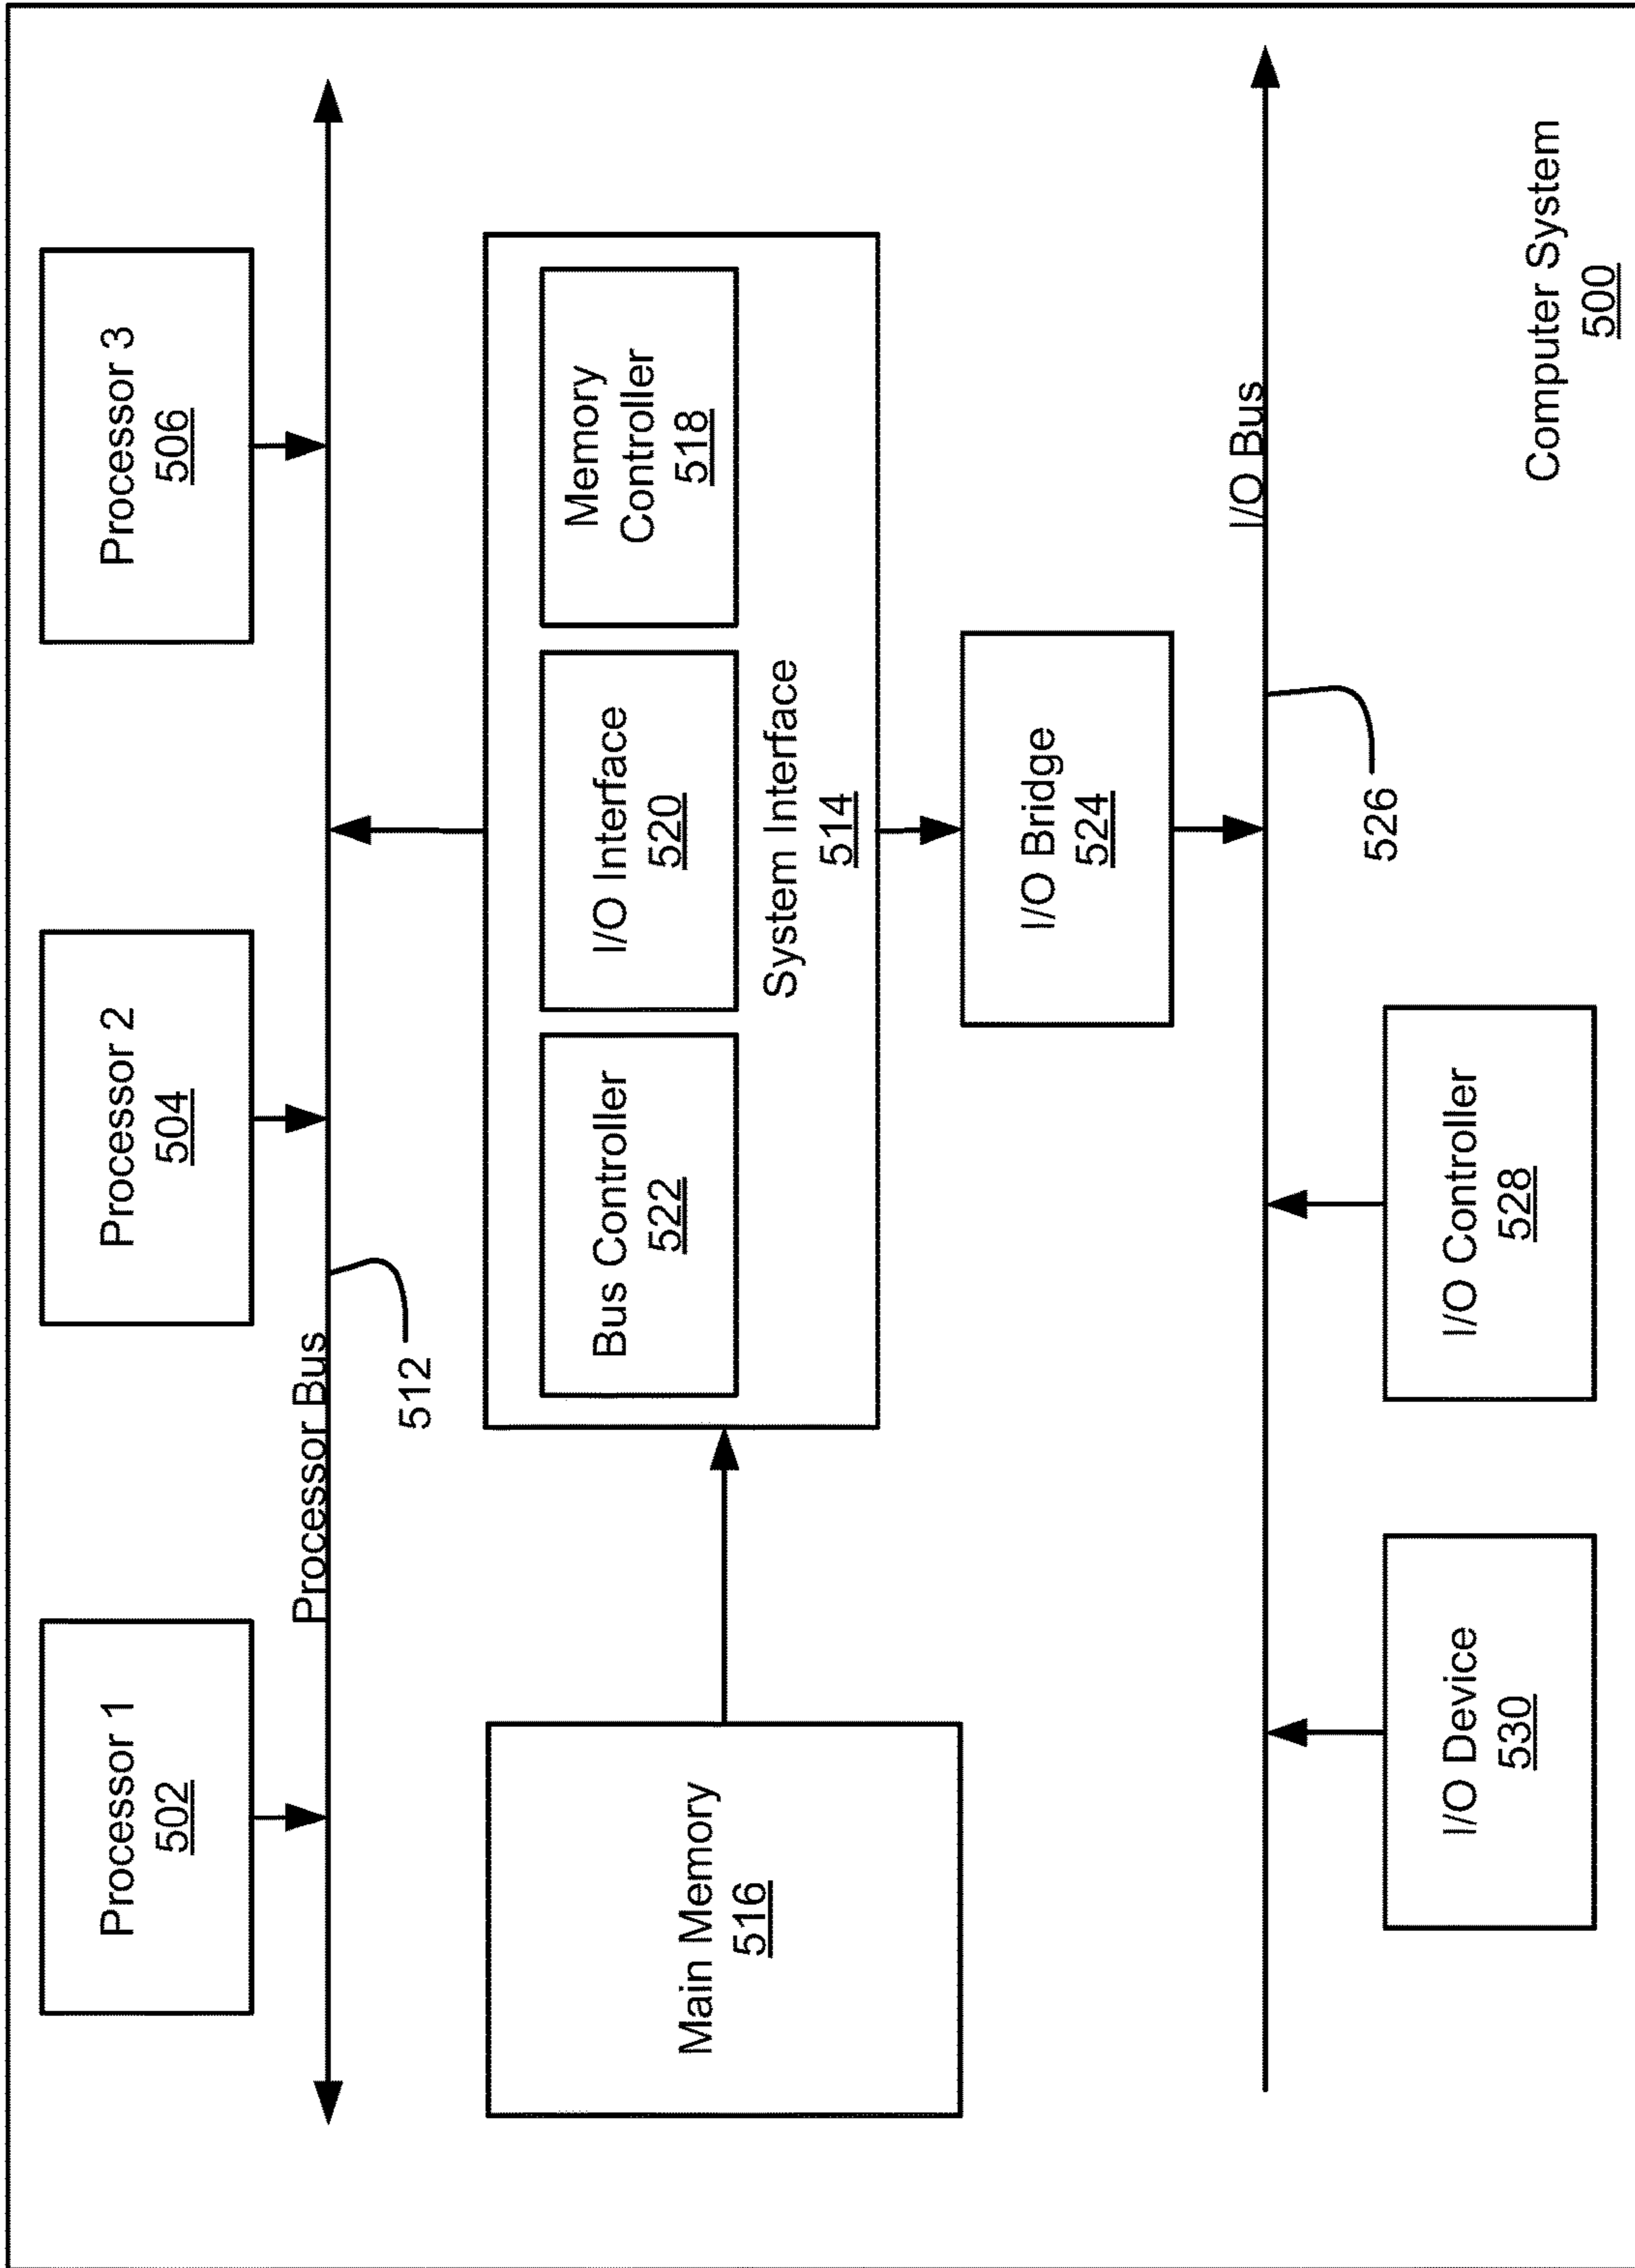 Processor 1
502
Processor 2
504
Processor 3
506
Processor Bus
512
Main Memory
516
Bus Controller
522
I/O Interface
520
Memory
Controller
518
System Interface
514
I/O Bridge
524
I/O Bus
526
I/O Device
530
I/O Controller
528
Computer System
500